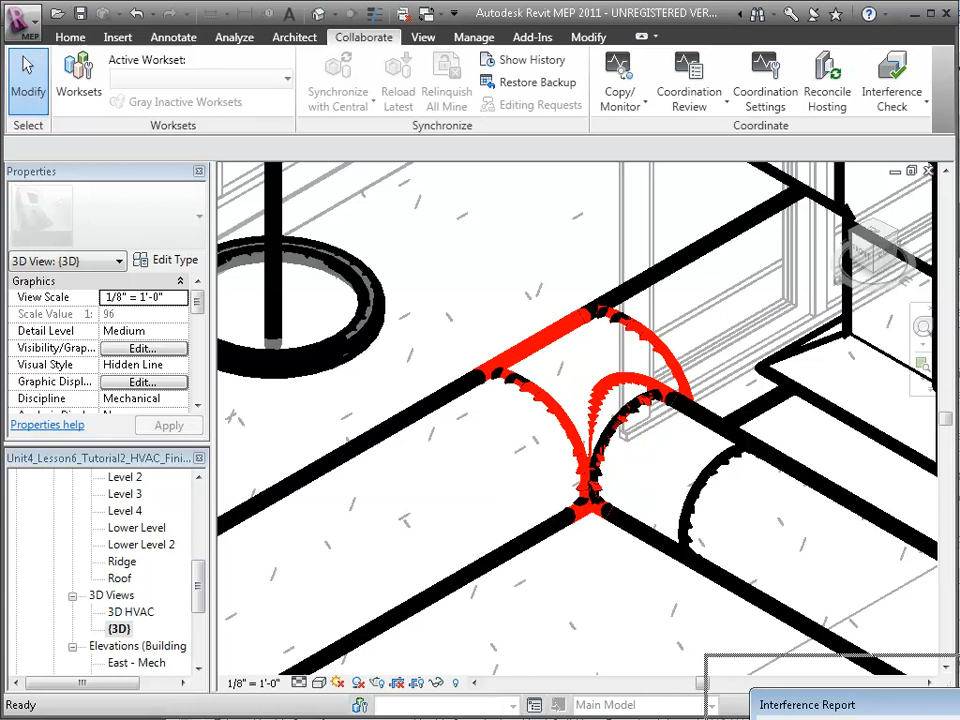 Autodesk Revit MEP 2011 - UNREGISTERED VER...
MEP
Home Insert Annotate Analyze Architect Collaborate View Manage Add-Ins Modify
Modify
Select
Worksets
Active Workset:
Gray Inactive Worksets
Worksets
Synchronize with Central
Reload Latest
Relinquish All Mine
Show History
Restore Backup
Editing Requests
Synchronize
Copy/ Monitor
Coordination Review
Coordination Settings
Reconcile Hosting
Interference Check
Coordinate
Properties
3D View: {3D}
Edit Type
Graphics
View Scale 1/8" = 1'-0"
Scale Value 1: 96
Detail Level Medium
Visibility/Grap... Edit...
Visual Style Hidden Line
Graphic Displ... Edit...
Discipline Mechanical
Properties help
Apply
Unit4_Lesson6_Tutorial2_HVAC_Fini...
Level 2
Level 3
Level 4
Lower Level
Lower Level 2
Ridge
Roof
3D Views
3D HVAC
{3D}
Elevations (Building
East - Mech
1/8" = 1'-0"
Ready
Main Model
Interference Report